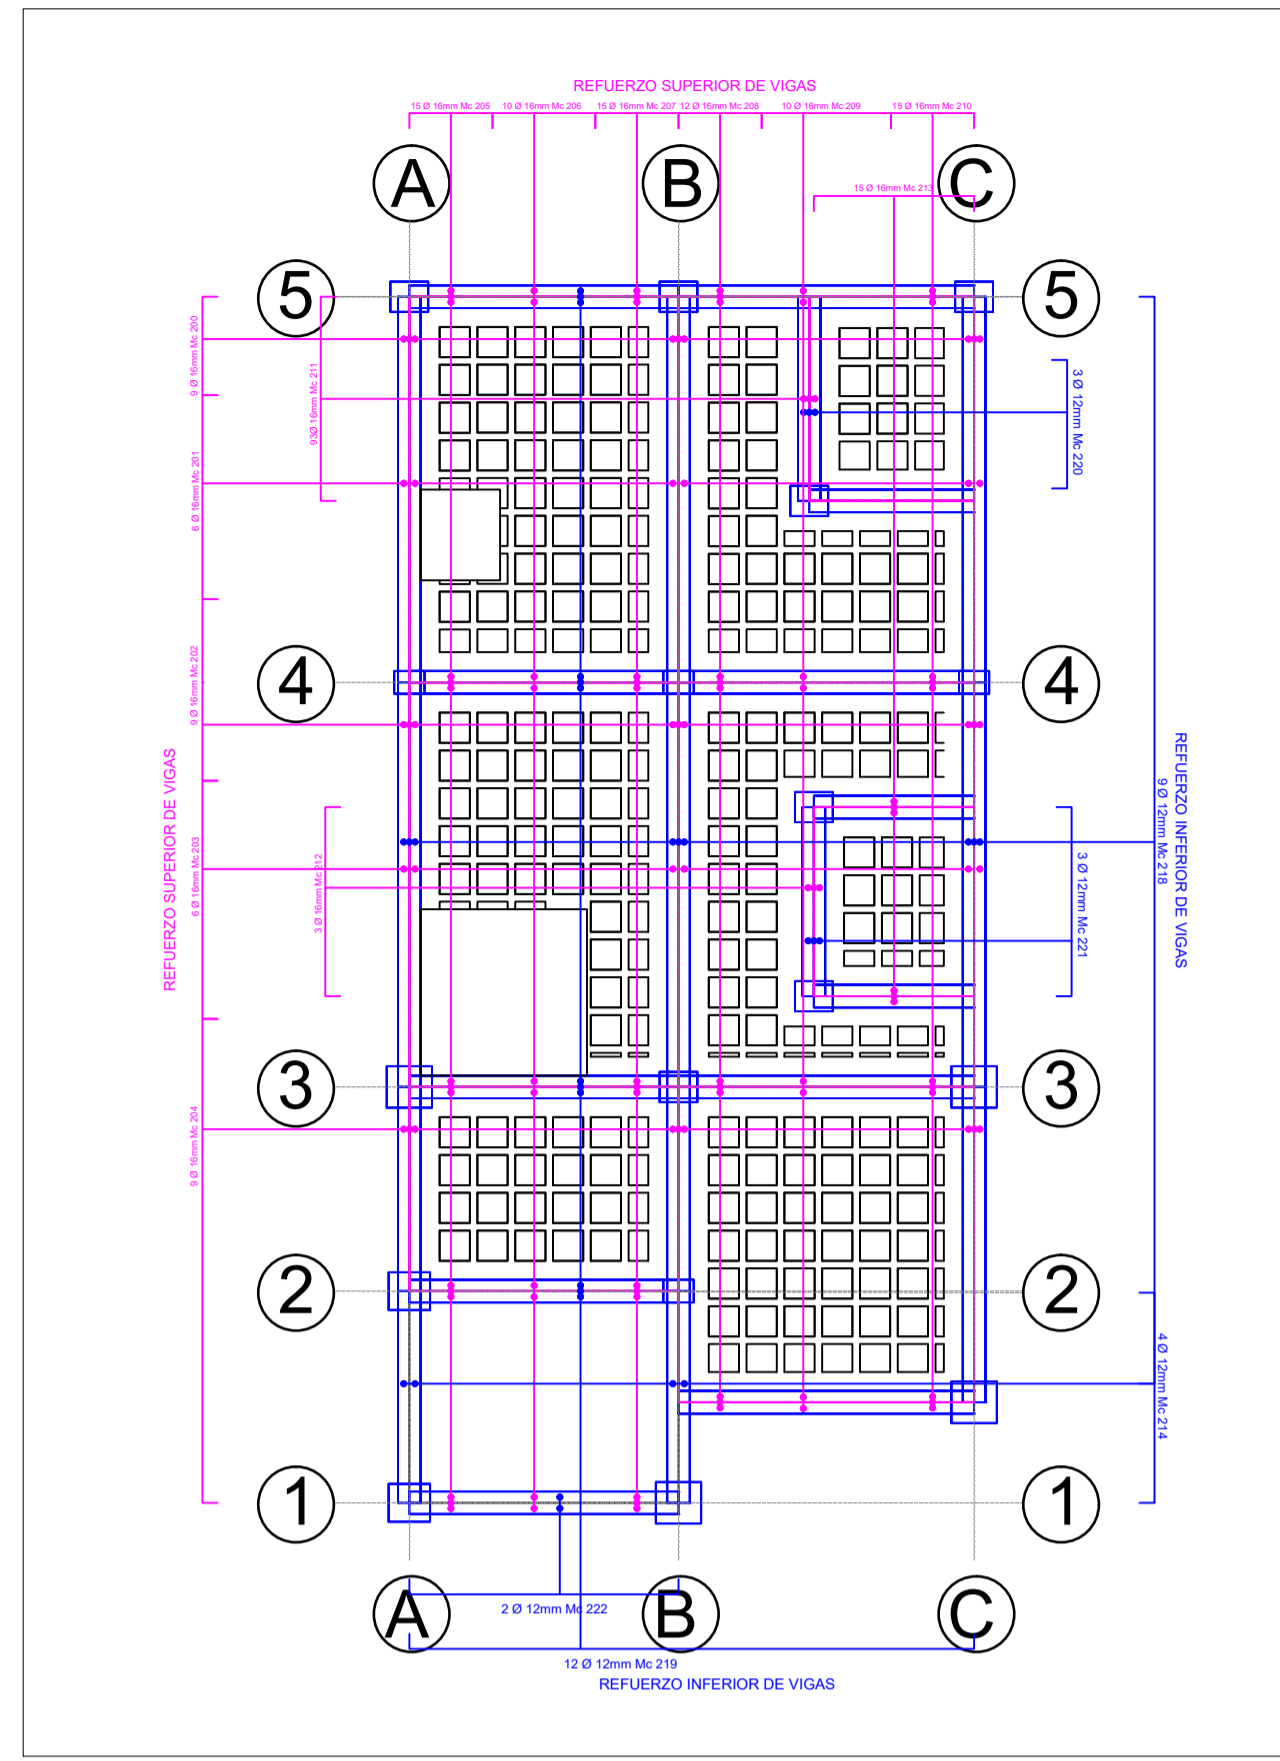 REFUERZO SUPERIOR DE VIGAS
15 Ø 16mm Mc 205
10 Ø 16mm Mc 206
15 Ø 16mm Mc 207
12 Ø 16mm Mc 208
10 Ø 16mm Mc 209
15 Ø 16mm Mc 210
A
B
C
15 Ø 16mm Mc 213
5
5
9 Ø 16mm Mc 200
93Ø 16mm Mc 211
3 Ø 12mm Mc 220
6 Ø 16mm Mc 201
4
4
9 Ø 16mm Mc 202
REFUERZO SUPERIOR DE VIGAS
REFUERZO INFERIOR DE VIGAS
9 Ø 12mm Mc 218
6 Ø 16mm Mc 203
3 Ø 16mm Mc 212
3 Ø 12mm Mc 221
3
3
9 Ø 16mm Mc 204
2
2
4 Ø 12mm Mc 214
1
1
A
B
C
2 Ø 12mm Mc 222
12 Ø 12mm Mc 219
REFUERZO INFERIOR DE VIGAS